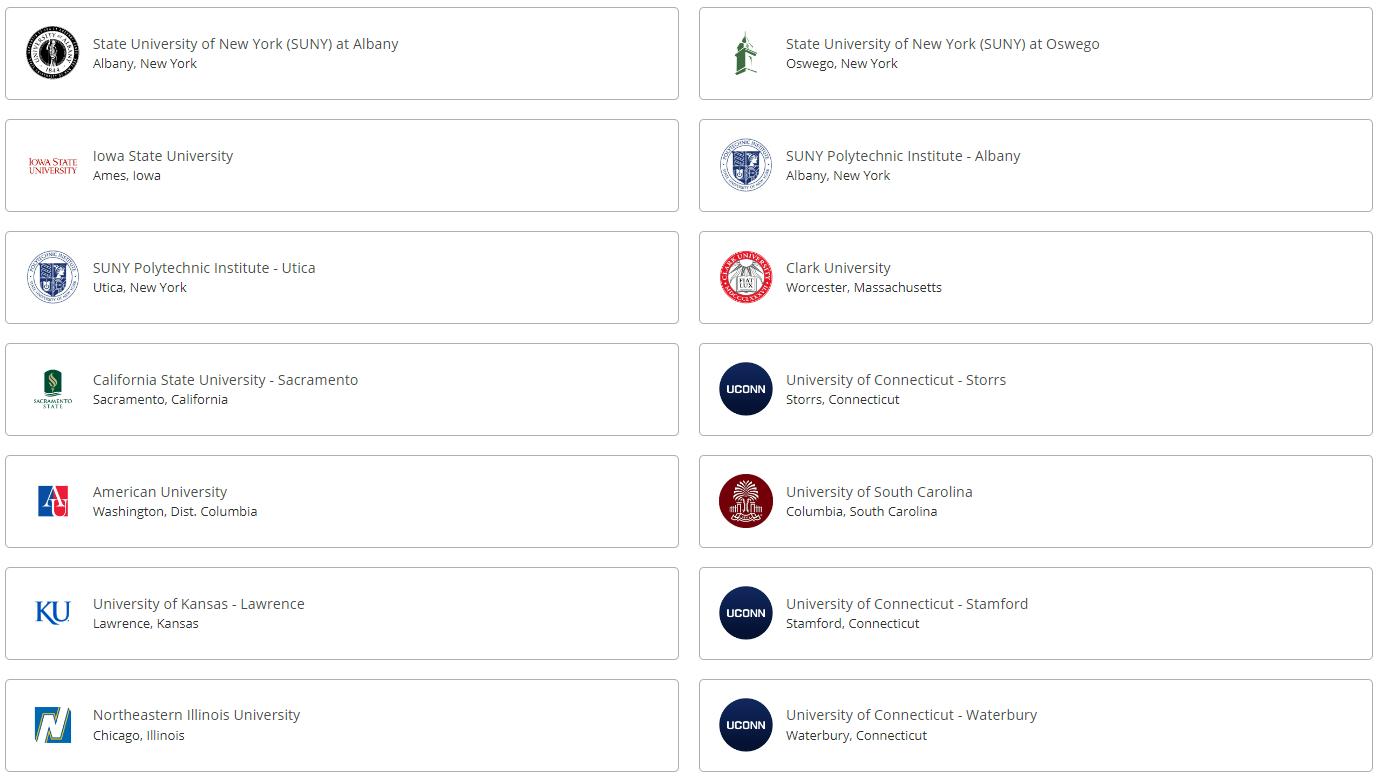 State University of New York (SUNY) at Albany
Albany, New York
State University of New York (SUNY) at Oswego
Oswego, New York
IOWA STATE
UNIVERSITY
Iowa State University
Ames, Iowa
SUNY Polytechnic Institute - Albany
Albany, New York
SUNY Polytechnic Institute - Utica
Utica, New York
CLARK UNIVERSITY
FIAT
LUX
Clark University
Worcester, Massachusetts
SACRAMENTO
STATE
California State University - Sacramento
Sacramento, California
UCONN
University of Connecticut - Storrs
Storrs, Connecticut
AU
American University
Washington, Dist. Columbia
University of South Carolina
Columbia, South Carolina
KU
University of Kansas - Lawrence
Lawrence, Kansas
UCONN
University of Connecticut - Stamford
Stamford, Connecticut
N
Northeastern Illinois University
Chicago, Illinois
UCONN
University of Connecticut - Waterbury
Waterbury, Connecticut